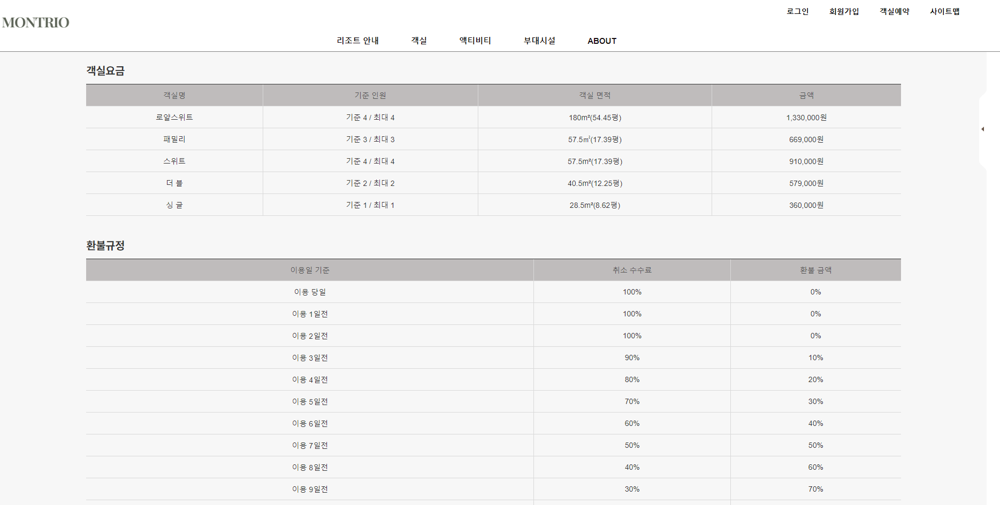 로그인 회원가입 객실예약 사이트맵
MONTRIO
리조트 안내 객실 액티비티 부대시설 ABOUT
객실요금
객실명 기준 인원 객실 면적 금액
로얄스위트 기준 4 / 최대 4 180m²(54.45평) 1,330,000원
패밀리 기준 3 / 최대 3 57.5㎡(17.39평) 669,000원
스위트 기준 4 / 최대 4 57.5m²(17.39평) 910,000원
더 블 기준 2 / 최대 2 40.5m²(12.25평) 579,000원
싱 글 기준 1 / 최대 1 28.5m²(8.62평) 360,000원
환불규정
이용일 기준 취소 수수료 환불 금액
이용 당일 100% 0%
이용 1일전 100% 0%
이용 2일전 100% 0%
이용 3일전 90% 10%
이용 4일전 80% 20%
이용 5일전 70% 30%
이용 6일전 60% 40%
이용 7일전 50% 50%
이용 8일전 40% 60%
이용 9일전 30% 70%